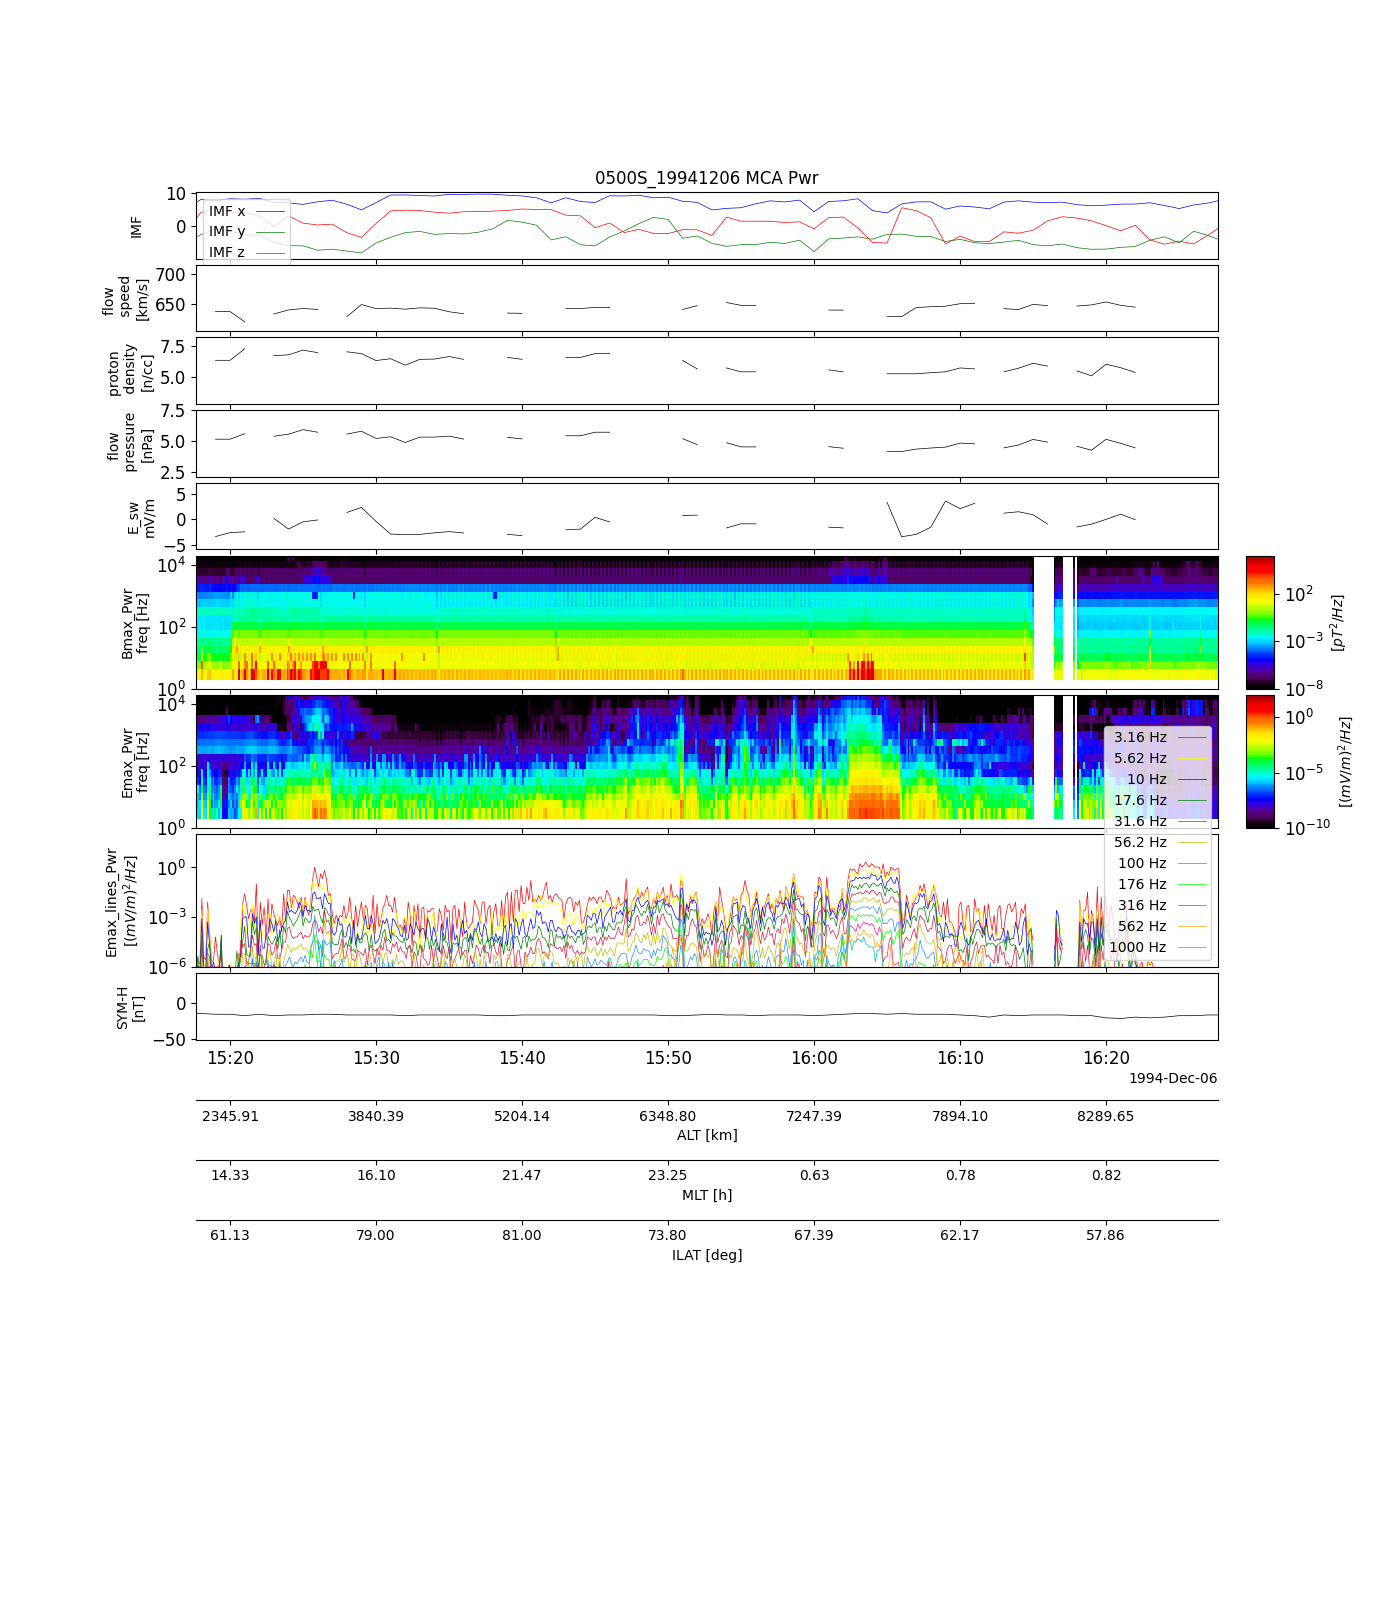 0500S_19941206 MCA Pwr
10
0
IMF
IMF x
IMF y
IMF z
700
650
flow
speed
[km/s]
7.5
5.0
proton
density
[n/cc]
7.5
5.0
2.5
flow
pressure
[nPa]
5
0
−5
E_sw
mV/m
10^4
10^2
10^0
Bmax_Pwr
freq [Hz]
10^2
10^−3
10^−8
[pT^2/Hz]
10^4
10^2
10^0
Emax_Pwr
freq [Hz]
10^0
10^−5
10^−10
[(mV/m)^2/Hz]
3.16 Hz
5.62 Hz
10 Hz
17.6 Hz
31.6 Hz
56.2 Hz
100 Hz
176 Hz
316 Hz
562 Hz
1000 Hz
10^0
10^−3
10^−6
Emax_lines_Pwr
[(mV/m)^2/Hz]
0
−50
SYM-H
[nT]
15:20 15:30 15:40 15:50 16:00 16:10 16:20
1994-Dec-06
2345.91 3840.39 5204.14 6348.80 7247.39 7894.10 8289.65
ALT [km]
14.33 16.10 21.47 23.25 0.63 0.78 0.82
MLT [h]
61.13 79.00 81.00 73.80 67.39 62.17 57.86
ILAT [deg]